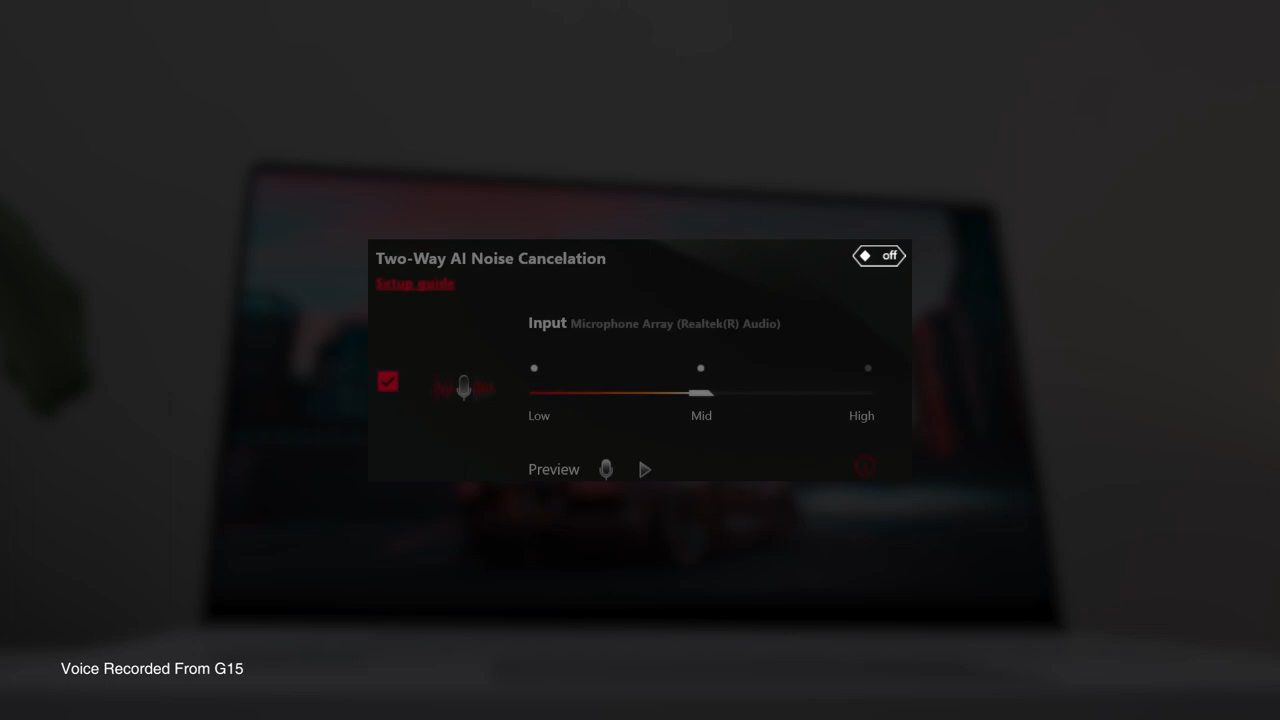 Two-Way AI Noise Cancelation
off
Setup guide
Input Microphone Array (Realtek(R) Audio)
Low Mid High
Preview
Voice Recorded From G15